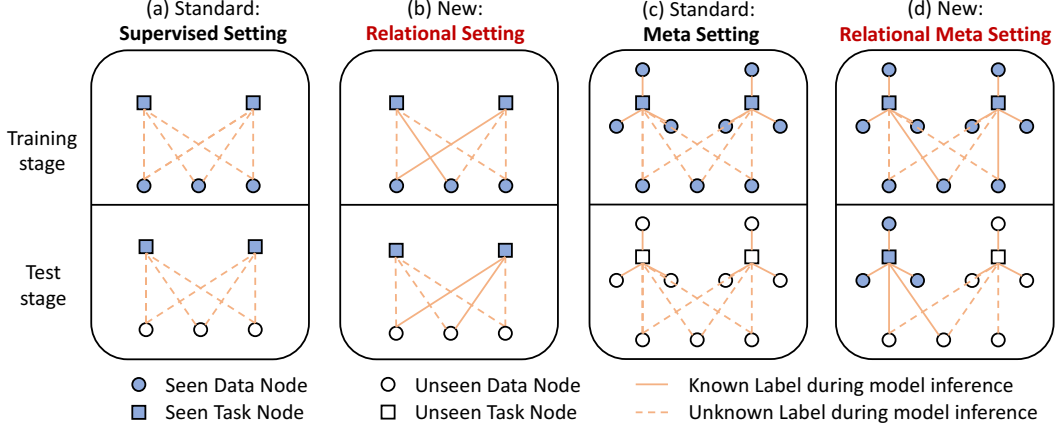 (a) Standard:
Supervised Setting
(b) New:
Relational Setting
(c) Standard:
Meta Setting
(d) New:
Relational Meta Setting
Training
stage
Test
stage
Seen Data Node
Unseen Data Node
Known Label during model inference
Seen Task Node
Unseen Task Node
Unknown Label during model inference